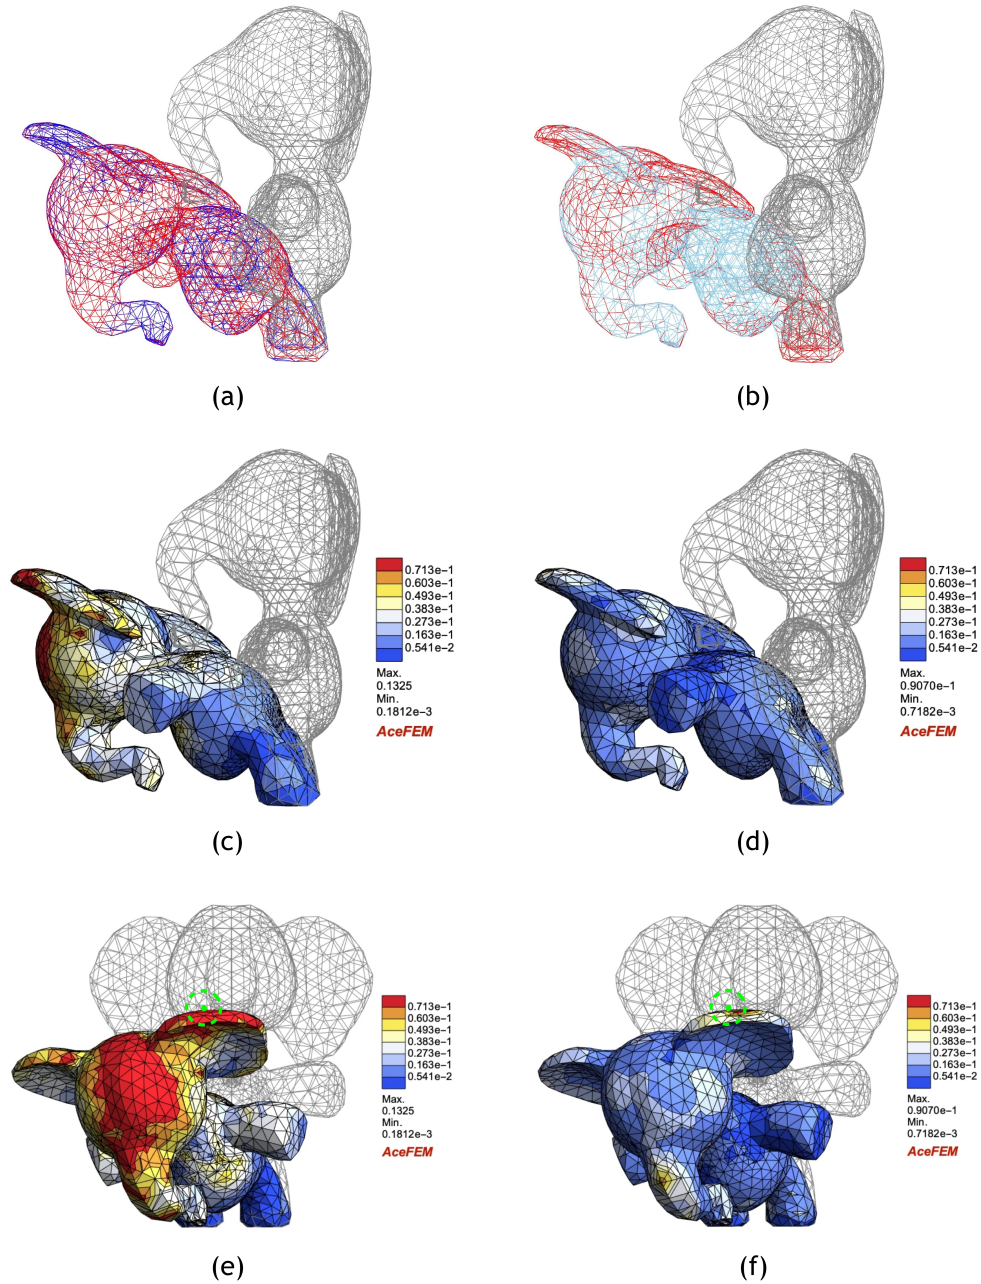 (a)
(b)
0.713e-1
0.603e-1
0.493e-1
0.383e-1
0.273e-1
0.163e-1
0.541e-2
Max.
0.1325
Min.
0.1812e-3
AceFEM
0.713e-1
0.603e-1
0.493e-1
0.383e-1
0.273e-1
0.163e-1
0.541e-2
Max.
0.9070e-1
Min.
0.7182e-3
AceFEM
(c)
(d)
0.713e-1
0.603e-1
0.493e-1
0.383e-1
0.273e-1
0.163e-1
0.541e-2
Max.
0.1325
Min.
0.1812e-3
AceFEM
0.713e-1
0.603e-1
0.493e-1
0.383e-1
0.273e-1
0.163e-1
0.541e-2
Max.
0.9070e-1
Min.
0.7182e-3
AceFEM
(e)
(f)